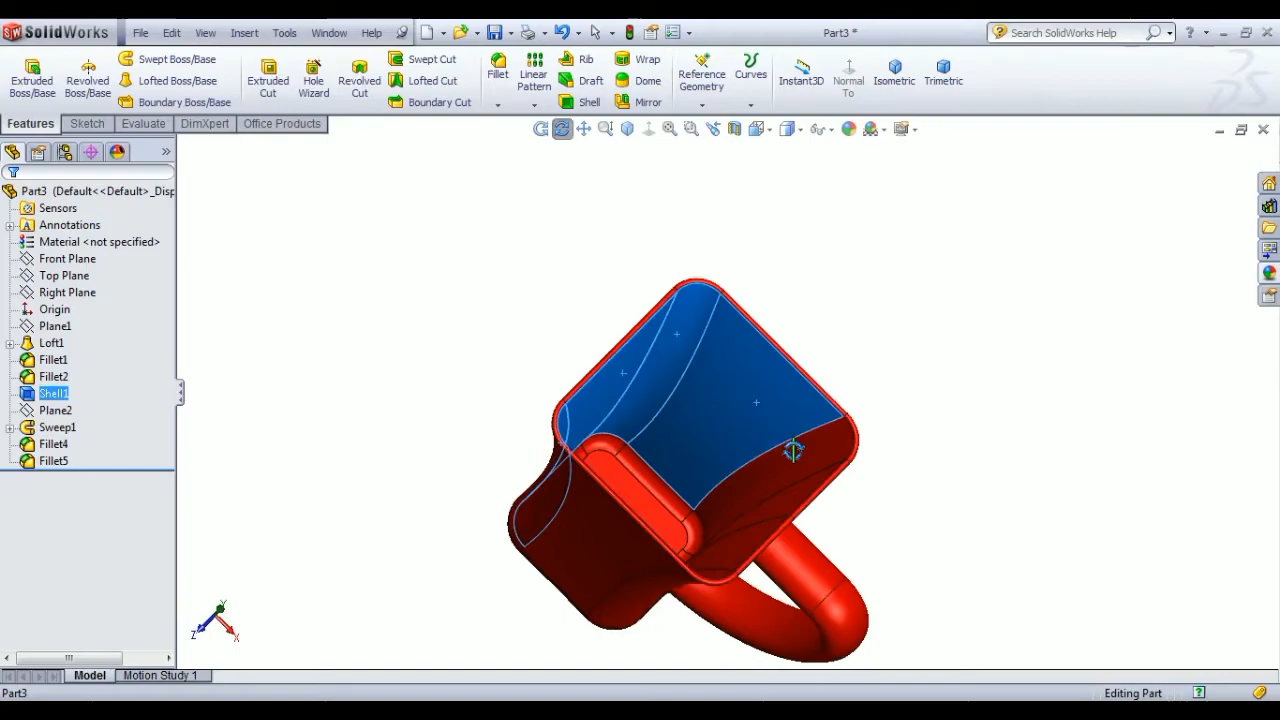 SolidWorks File Edit View Insert Tools Window Help Part3 * Search SolidWorks Help
Extruded Boss/Base
Revolved Boss/Base
Swept Boss/Base
Lofted Boss/Base
Boundary Boss/Base
Extruded Cut
Hole Wizard
Revolved Cut
Swept Cut
Lofted Cut
Boundary Cut
Fillet
Linear Pattern
Rib
Draft
Shell
Wrap
Dome
Mirror
Reference Geometry
Curves
Instant3D
Normal To
Isometric
Trimetric
Features Sketch Evaluate DimXpert Office Products
Part3 (Default<<Default>_Disp
Sensors
Annotations
Material <not specified>
Front Plane
Top Plane
Right Plane
Origin
Plane1
Loft1
Fillet1
Fillet2
Shell1
Plane2
Sweep1
Fillet4
Fillet5
Y
Z
X
Model Motion Study 1
Part3 Editing Part